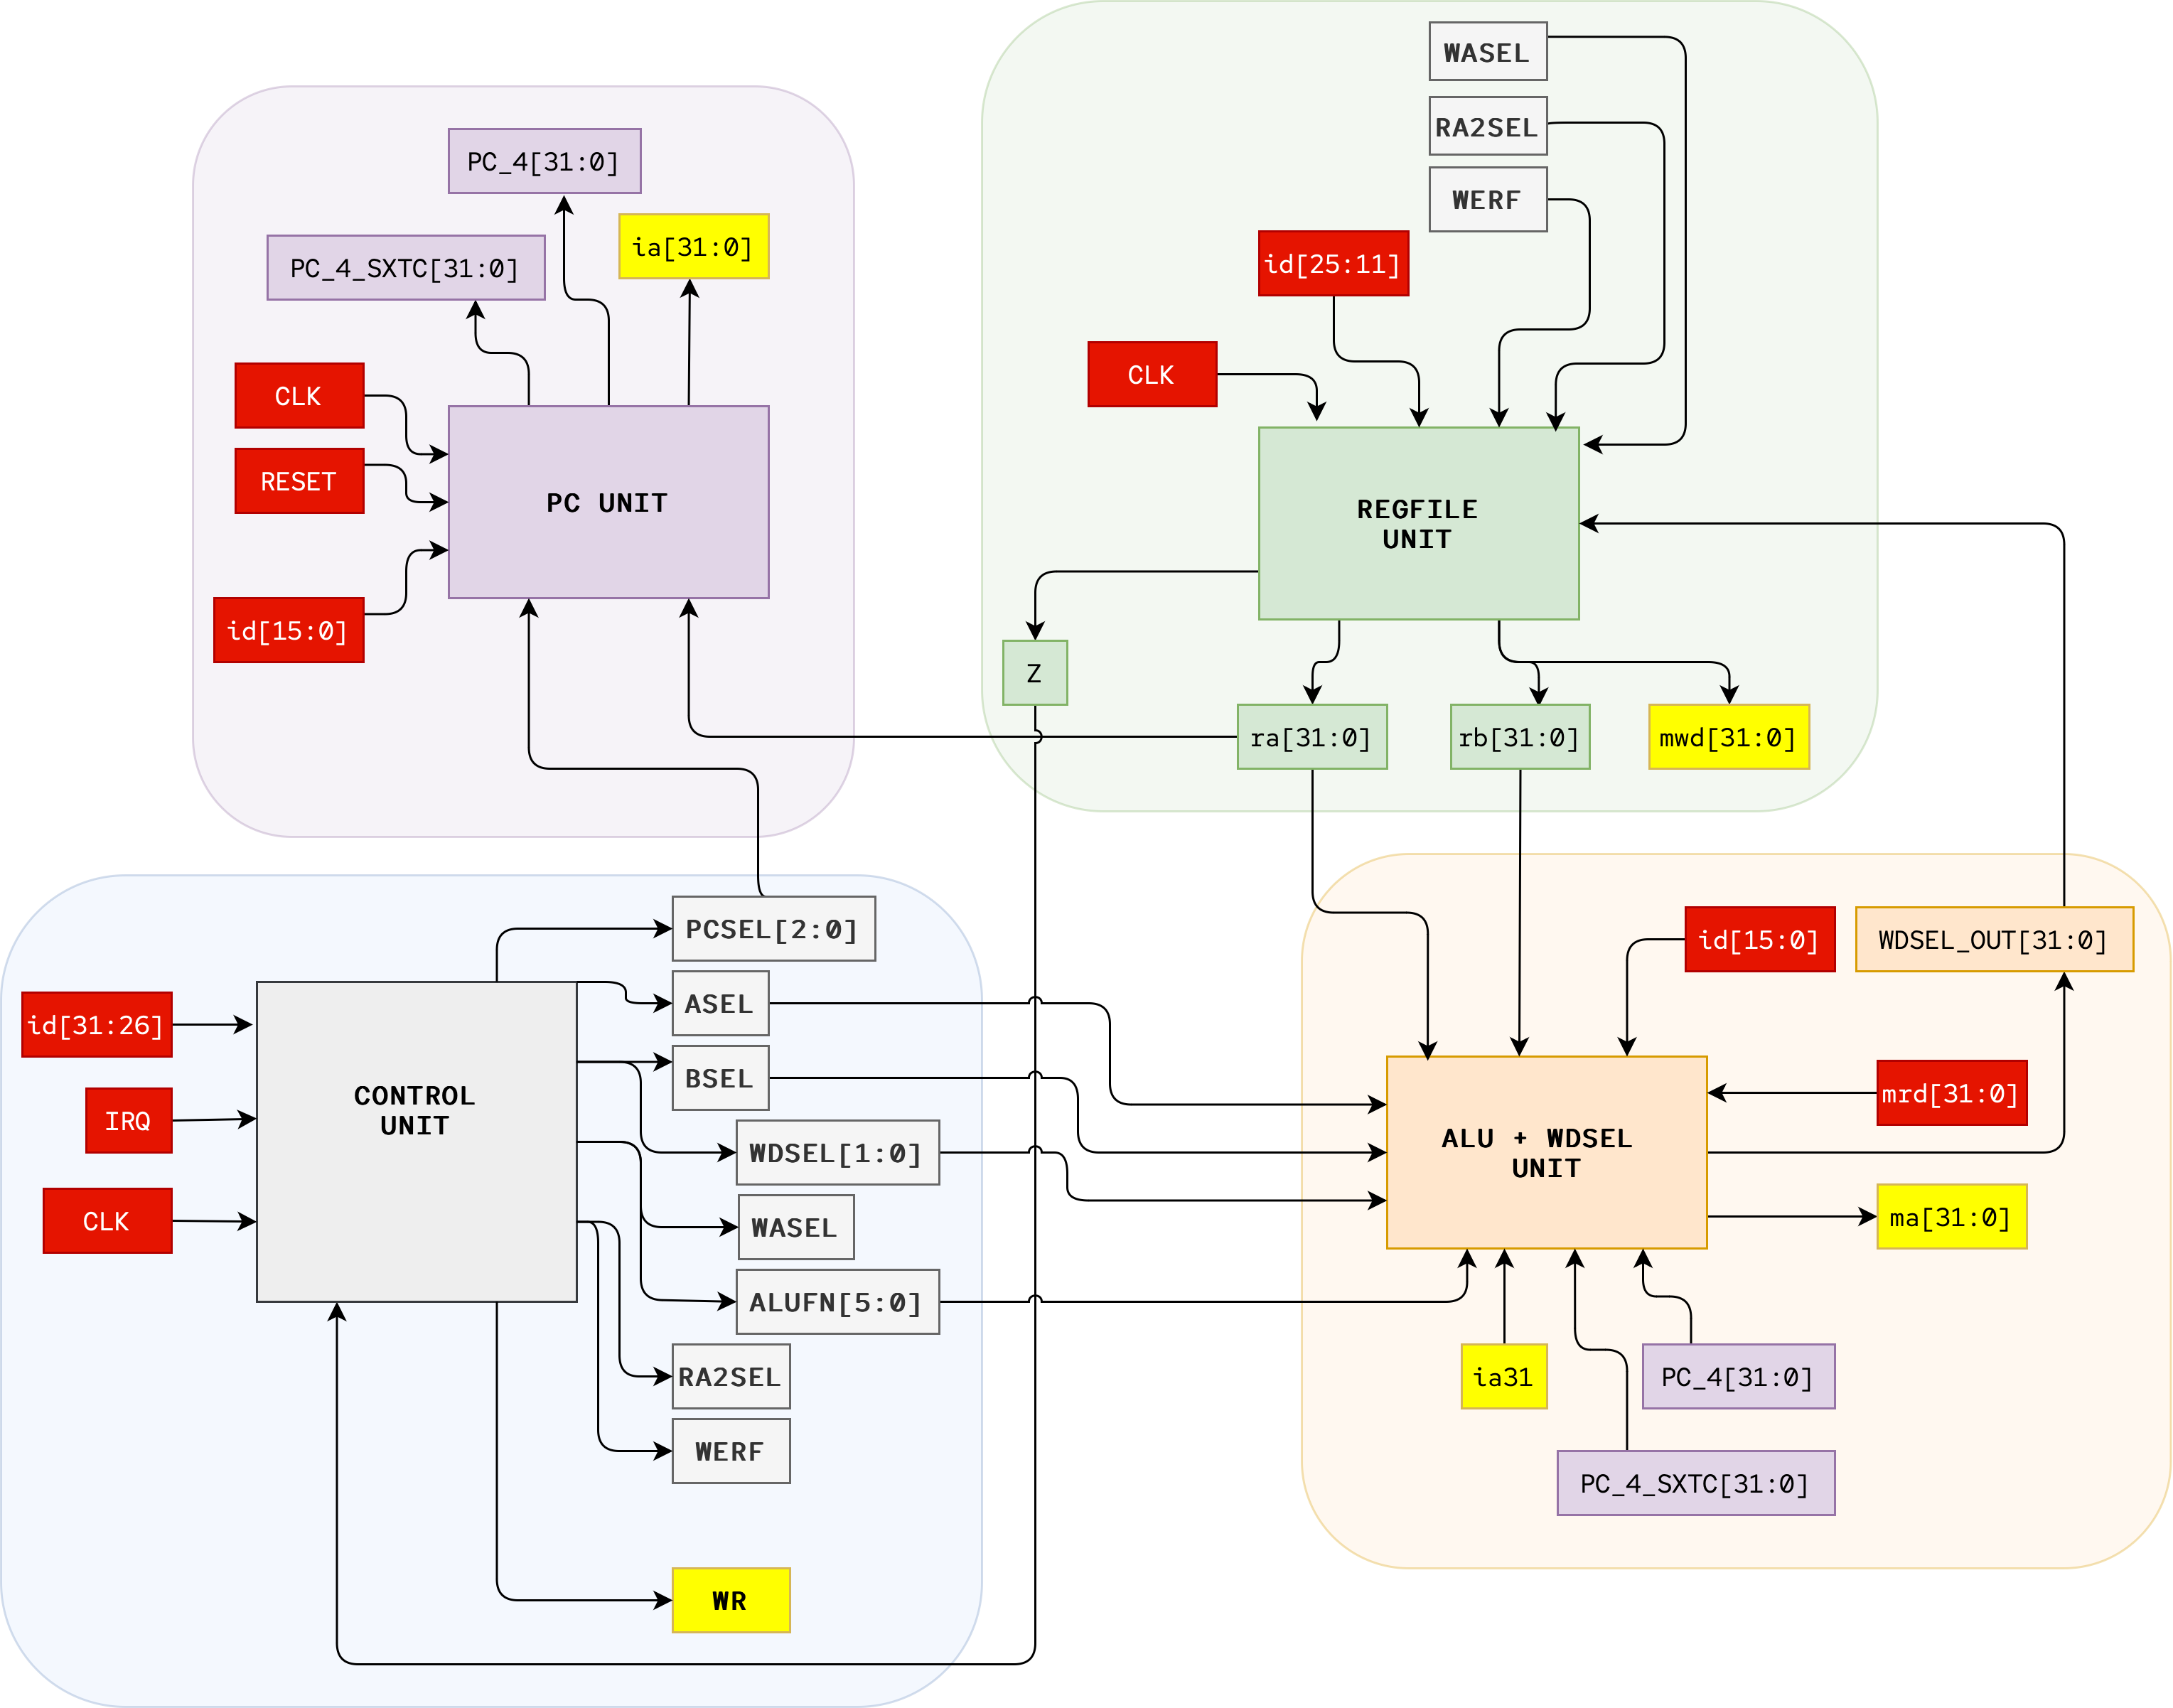 PC_4[31:0]
PC_4_SXTC[31:0]
ia[31:0]
CLK
RESET
id[15:0]
PC UNIT
WASEL
RA2SEL
WERF
id[25:11]
CLK
REGFILE
UNIT
Z
ra[31:0]
rb[31:0]
mwd[31:0]
id[31:26]
IRQ
CLK
CONTROL
UNIT
PCSEL[2:0]
ASEL
BSEL
WDSEL[1:0]
WASEL
ALUFN[5:0]
RA2SEL
WERF
WR
id[15:0]
WDSEL_OUT[31:0]
mrd[31:0]
ALU + WDSEL
UNIT
ma[31:0]
ia31
PC_4[31:0]
PC_4_SXTC[31:0]